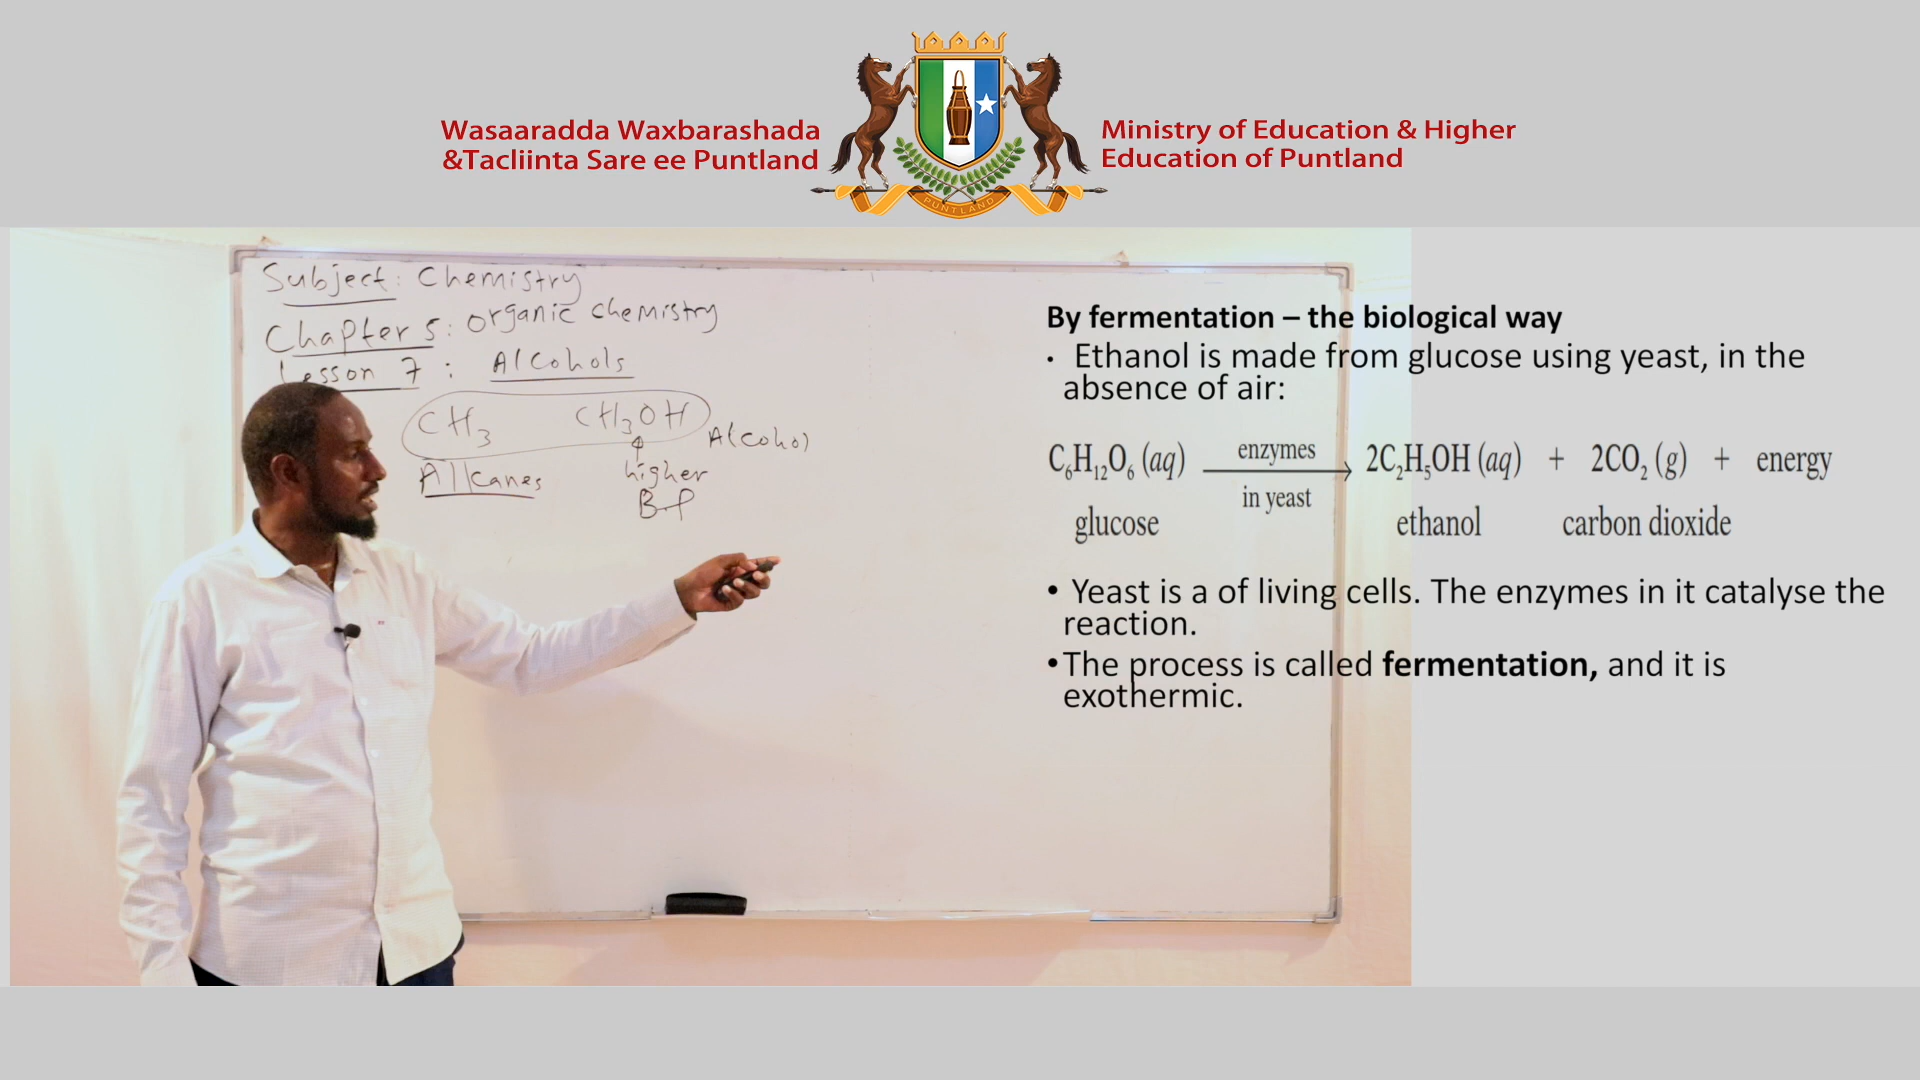 Wasaaradda Waxbarashada
&Tacliinta Sare ee Puntland
PUNTLAND
Ministry of Education & Higher
Education of Puntland
Subject: Chemistry
Chapter 5: Organic chemistry
Lesson 7: Alcohols
CH3 CH3OH Alcohol
Alkanes higher
B.P
By fermentation – the biological way
• Ethanol is made from glucose using yeast, in the
absence of air:
C₆H₁₂O₆ (aq) enzymes in yeast → 2C₂H₅OH (aq) + 2CO₂ (g) + energy
glucose ethanol carbon dioxide
• Yeast is a of living cells. The enzymes in it catalyse the
reaction.
• The process is called fermentation, and it is
exothermic.